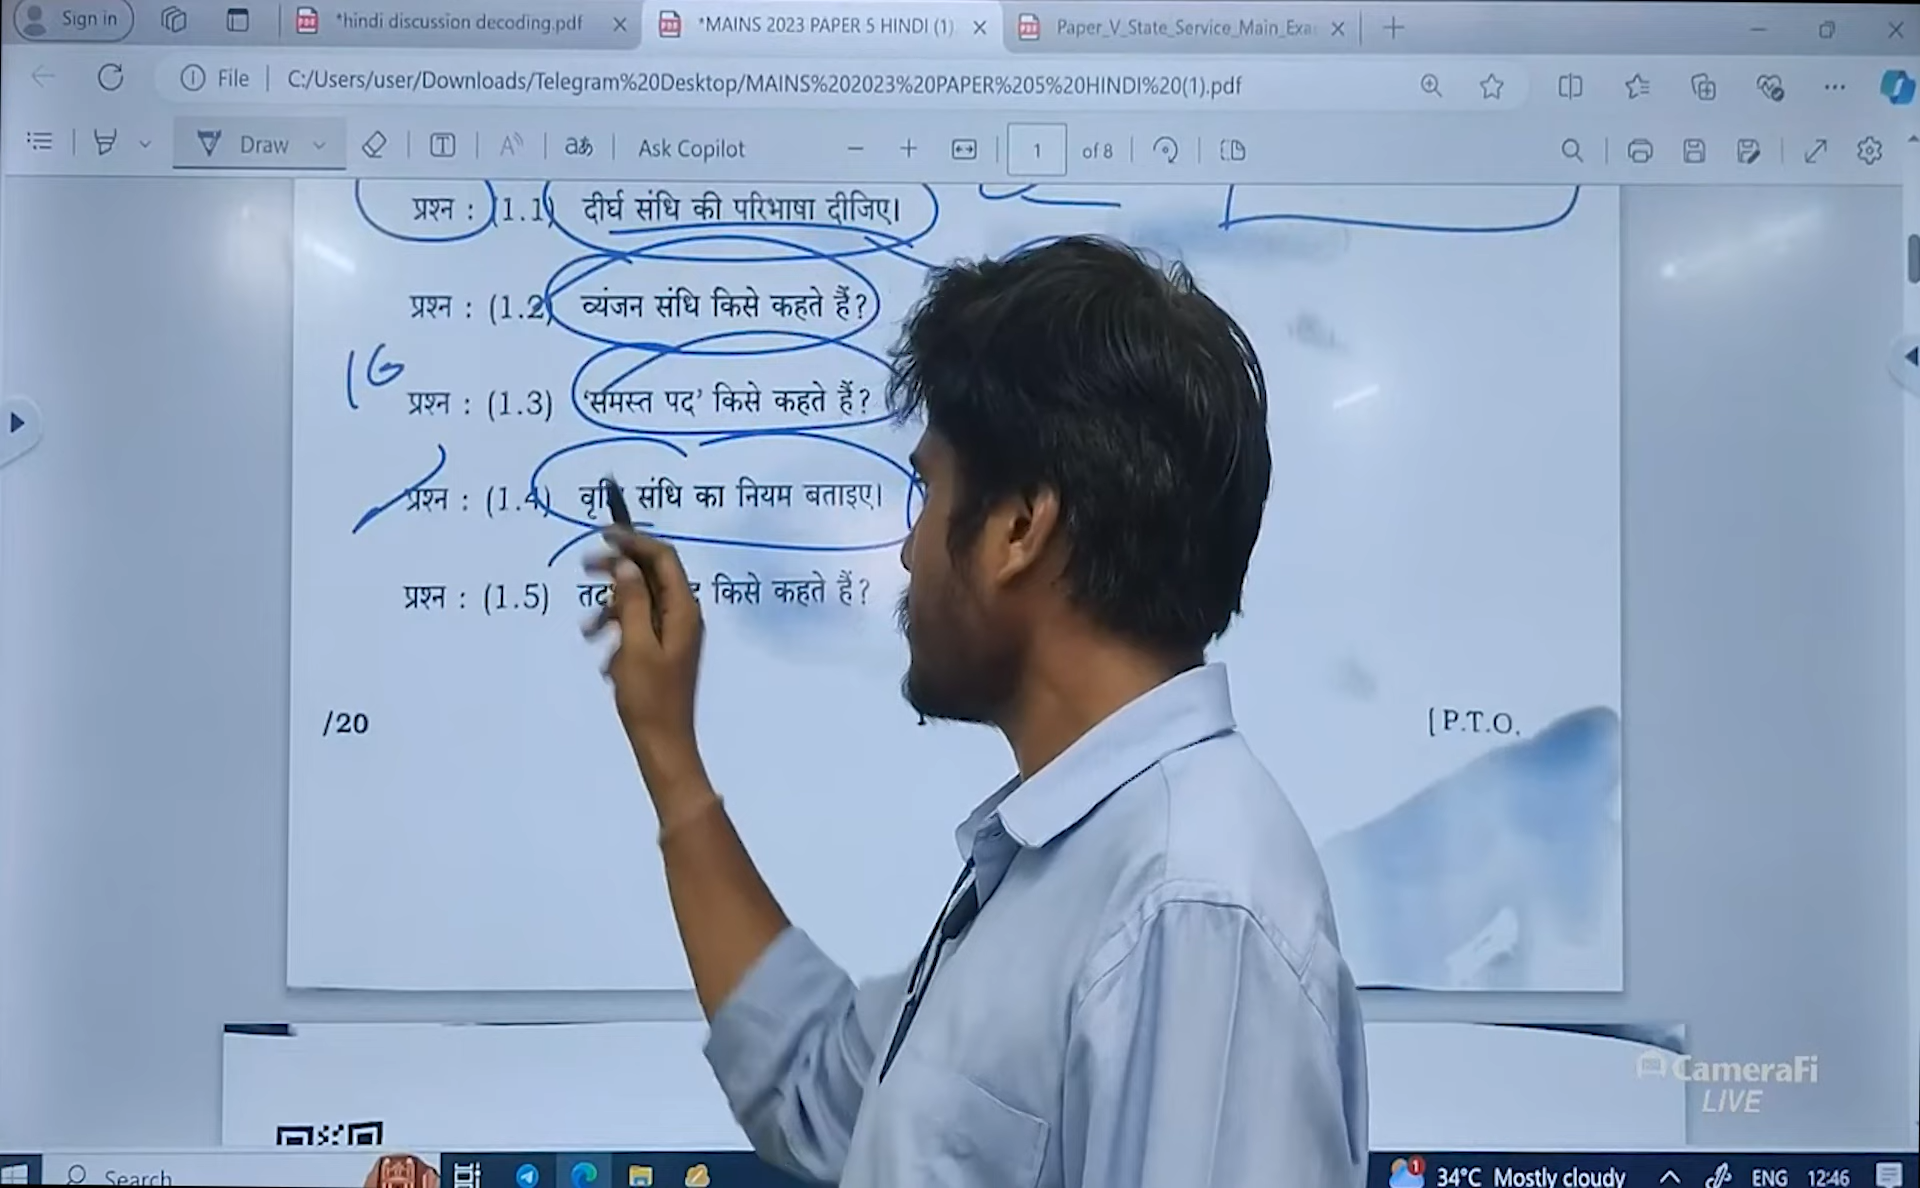 Sign in
*hindi discussion decoding.pdf
*MAINS 2023 PAPER 5 HINDI (1)
Paper_V_State_Service_Main_Exa
File
C:/Users/user/Downloads/Telegram%20Desktop/MAINS%202023%20PAPER%205%20HINDI%20(1).pdf
Draw
Ask Copilot
1 of 8
प्रश्न : (1.1) दीर्घ संधि की परिभाषा दीजिए।
प्रश्न : (1.2) व्यंजन संधि किसे कहते हैं?
प्रश्न : (1.3) 'समस्त पद' किसे कहते हैं?
प्रश्न : (1.4) संधि का नियम बताइए।
प्रश्न : (1.5) किसे कहते हैं?
/20
[P.T.O.
CameraFi
LIVE
Search
34°C Mostly cloudy
ENG
12:46